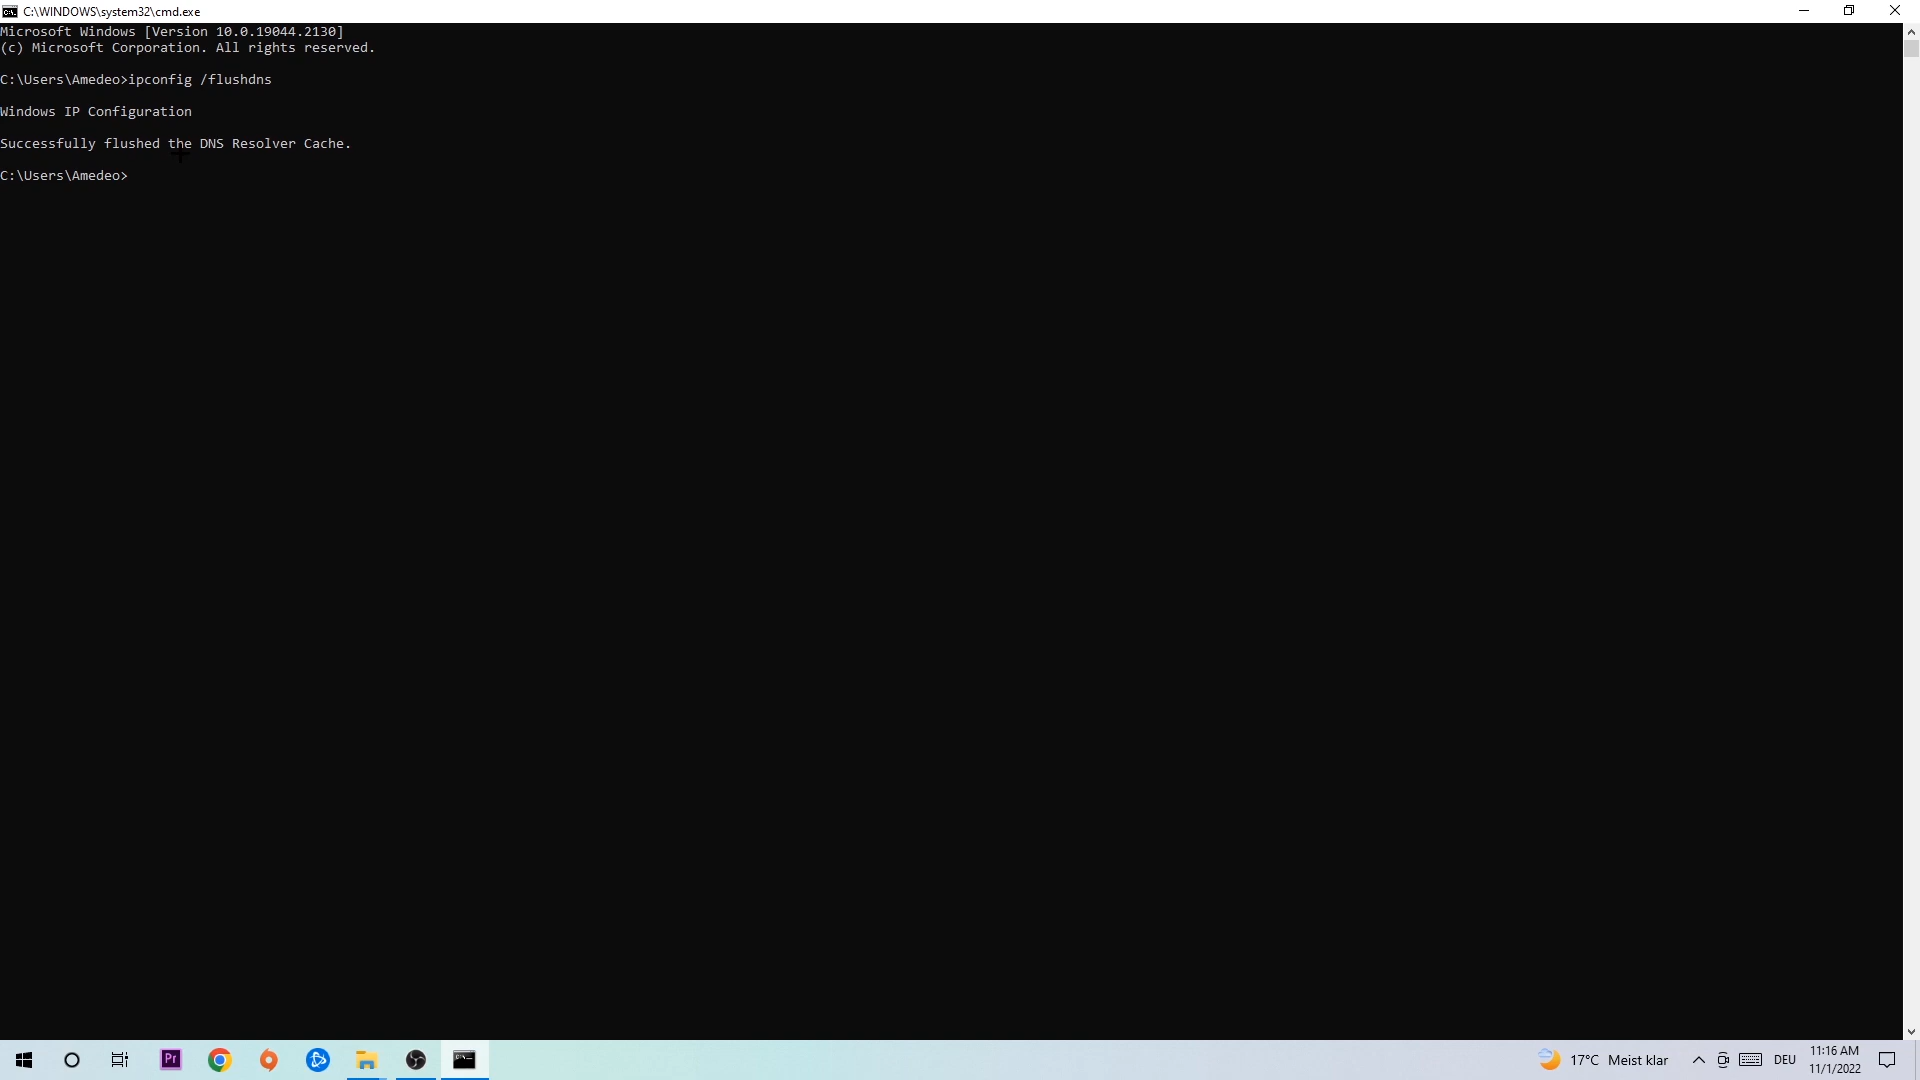 C:\WINDOWS\system32\cmd.exe
Microsoft Windows [Version 10.0.19044.2130]
(c) Microsoft Corporation. All rights reserved.
C:\Users\Amedeo>ipconfig /flushdns
Windows IP Configuration
Successfully flushed the DNS Resolver Cache.
C:\Users\Amedeo>
Pr
17°C Meist klar
DEU
11:16 AM
11/1/2022